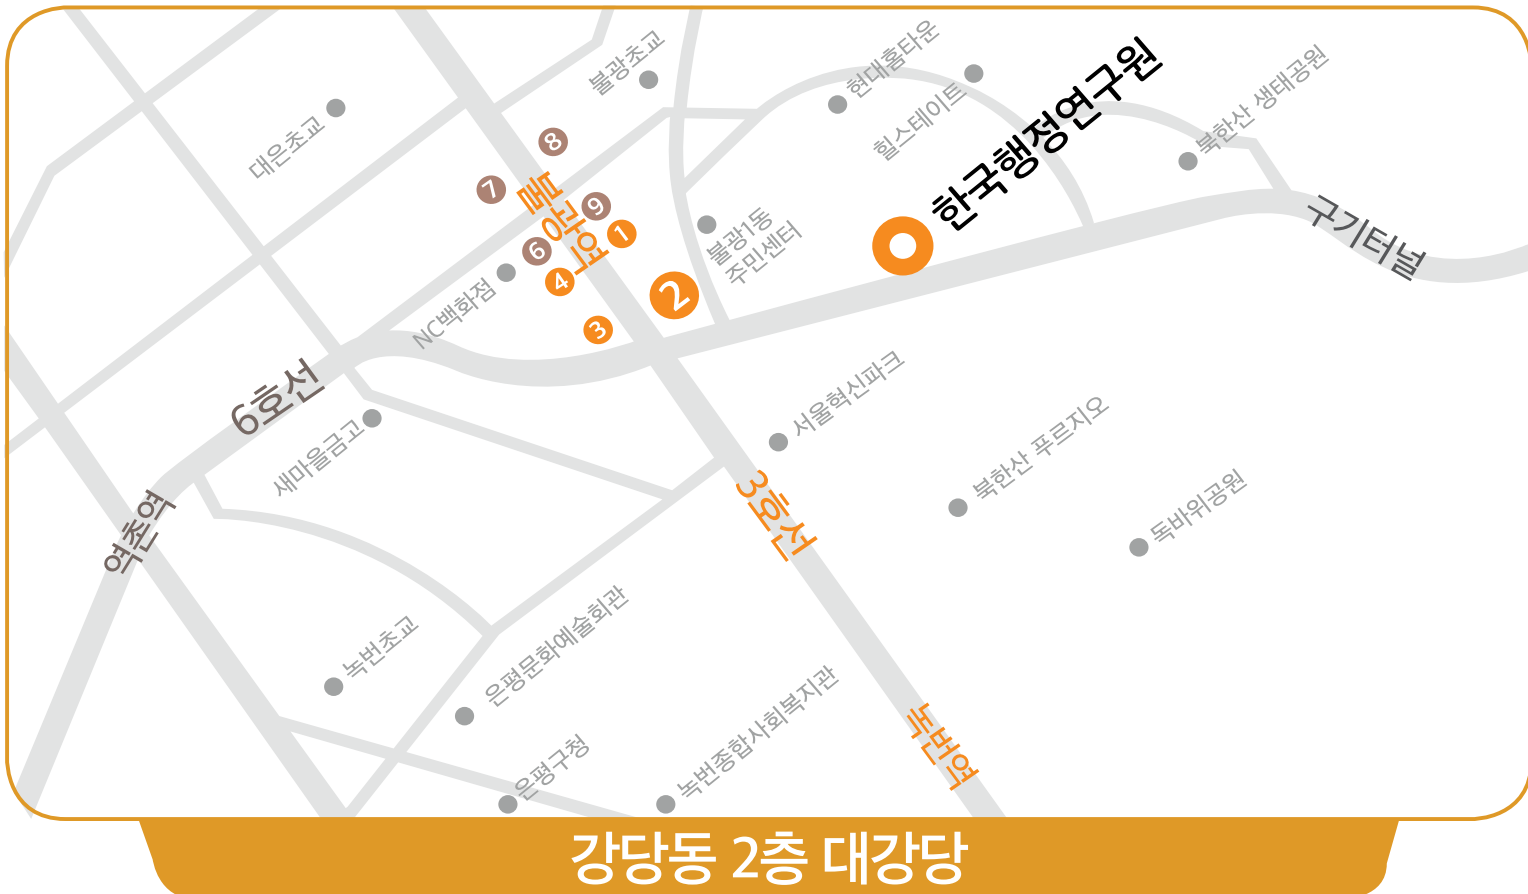 불광초교
현대홈타운
힐스테이트
한국행정연구원
북한산 생태공원
대은초교
8
7
불광역
9
1
6
4
2
3
불광1동
주민센터
NC백화점
구기터널
6호선
새마을금고
서울혁신파크
북한산 푸르지오
독바위공원
3호선
역촌역
녹번초교
은평문화예술회관
은평구청
녹번종합사회복지관
녹번역
강당동 2층 대강당